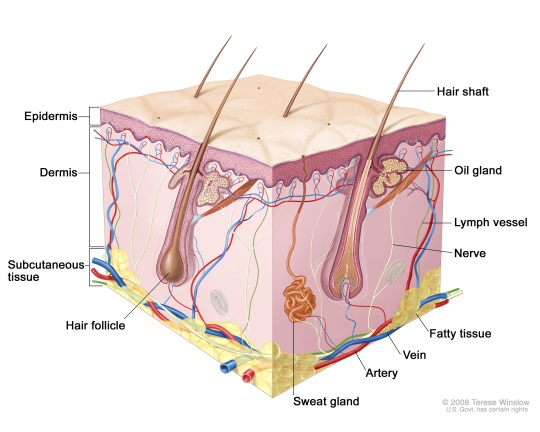 Hair shaft
Epidermis
Dermis
Oil gland
Lymph vessel
Nerve
Subcutaneous
tissue
Hair follicle
Fatty tissue
Vein
Artery
Sweat gland
© 2008 Terese Winslow
U.S. Govt. has certain rights